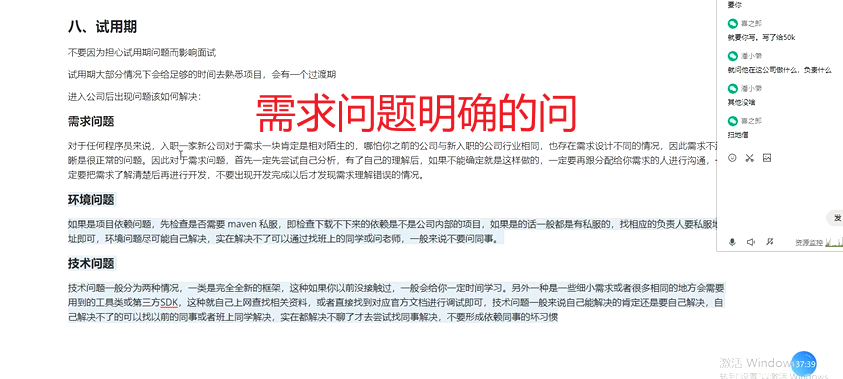 八、试用期
不要因为担心试用期问题而影响面试
试用期大部分情况下会给足够的时间去熟悉项目，会有一个过渡期
进入公司后出现问题该如何解决：
需求问题明确的问
需求问题
对于任何程序员来说，入职一家新公司对于需求一块肯定是相对陌生的，哪怕你之前的公司与新入职的公司行业相同，也存在需求设计不同的情况，因此需求不
晰是很正常的问题。因此对于需求问题，首先一定先尝试自己分析，有了自己的理解后，如果不能确定就是这样做的，一定要再跟分配给你需求的人进行沟通，
定要把需求了解清楚后再进行开发，不要出现开发完成以后才发现需求理解错误的情况。
环境问题
如果是项目依赖问题，先检查是否需要 maven 私服，即检查下载不下来的依赖是不是公司内部的项目，如果是的话一般都是有私服的，找相应的负责人要私服地
址即可，环境问题尽可能自己解决，实在解决不了可以通过找班上的同学或问老师，一般来说不要问同事。
技术问题
技术问题一般分为两种情况，一类是完全全新的框架，这种如果你以前没接触过，一般会给你一定时间学习。另外一种是一些细小需求或者很多相同的地方会需要
用到的工具类或第三方SDK，这种就自己上网查找相关资料，或者直接找到对应官方文档进行调试即可，技术问题一般来说自己能解决的肯定还是要自己解决，自
己解决不了的可以找以前的同事或者班上同学解决，实在都解决不聊了才去尝试找同事解决，不要形成依赖同事的坏习惯
要你
喜之郎
就要你写。写了给50k
潘小懒
就问他在这公司做什么，负责什么
潘小懒
其他没啥
喜之郎
扫地僧
发
资源监控
激活 Window
37:39